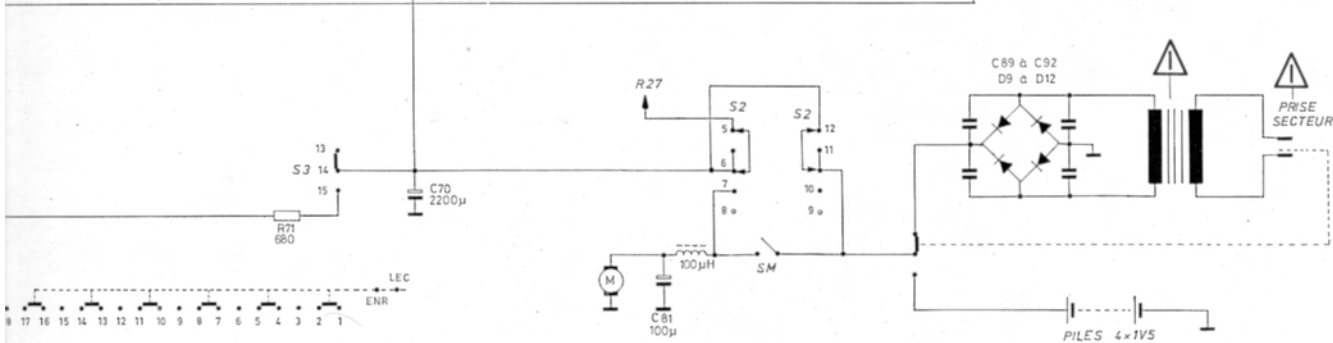 C89 à C92
D9 à D12
PRISE
SECTEUR
R27
S2
S2
5
12
11
6
7
10
8
9
13
S3 14
15
C70
2200µ
R71
680
100µH
SM
M
C81
100µ
LEC
ENR
8 17 16 15 14 13 12 11 10 9 8 7 6 5 4 3 2 1
PILES 4x1V5